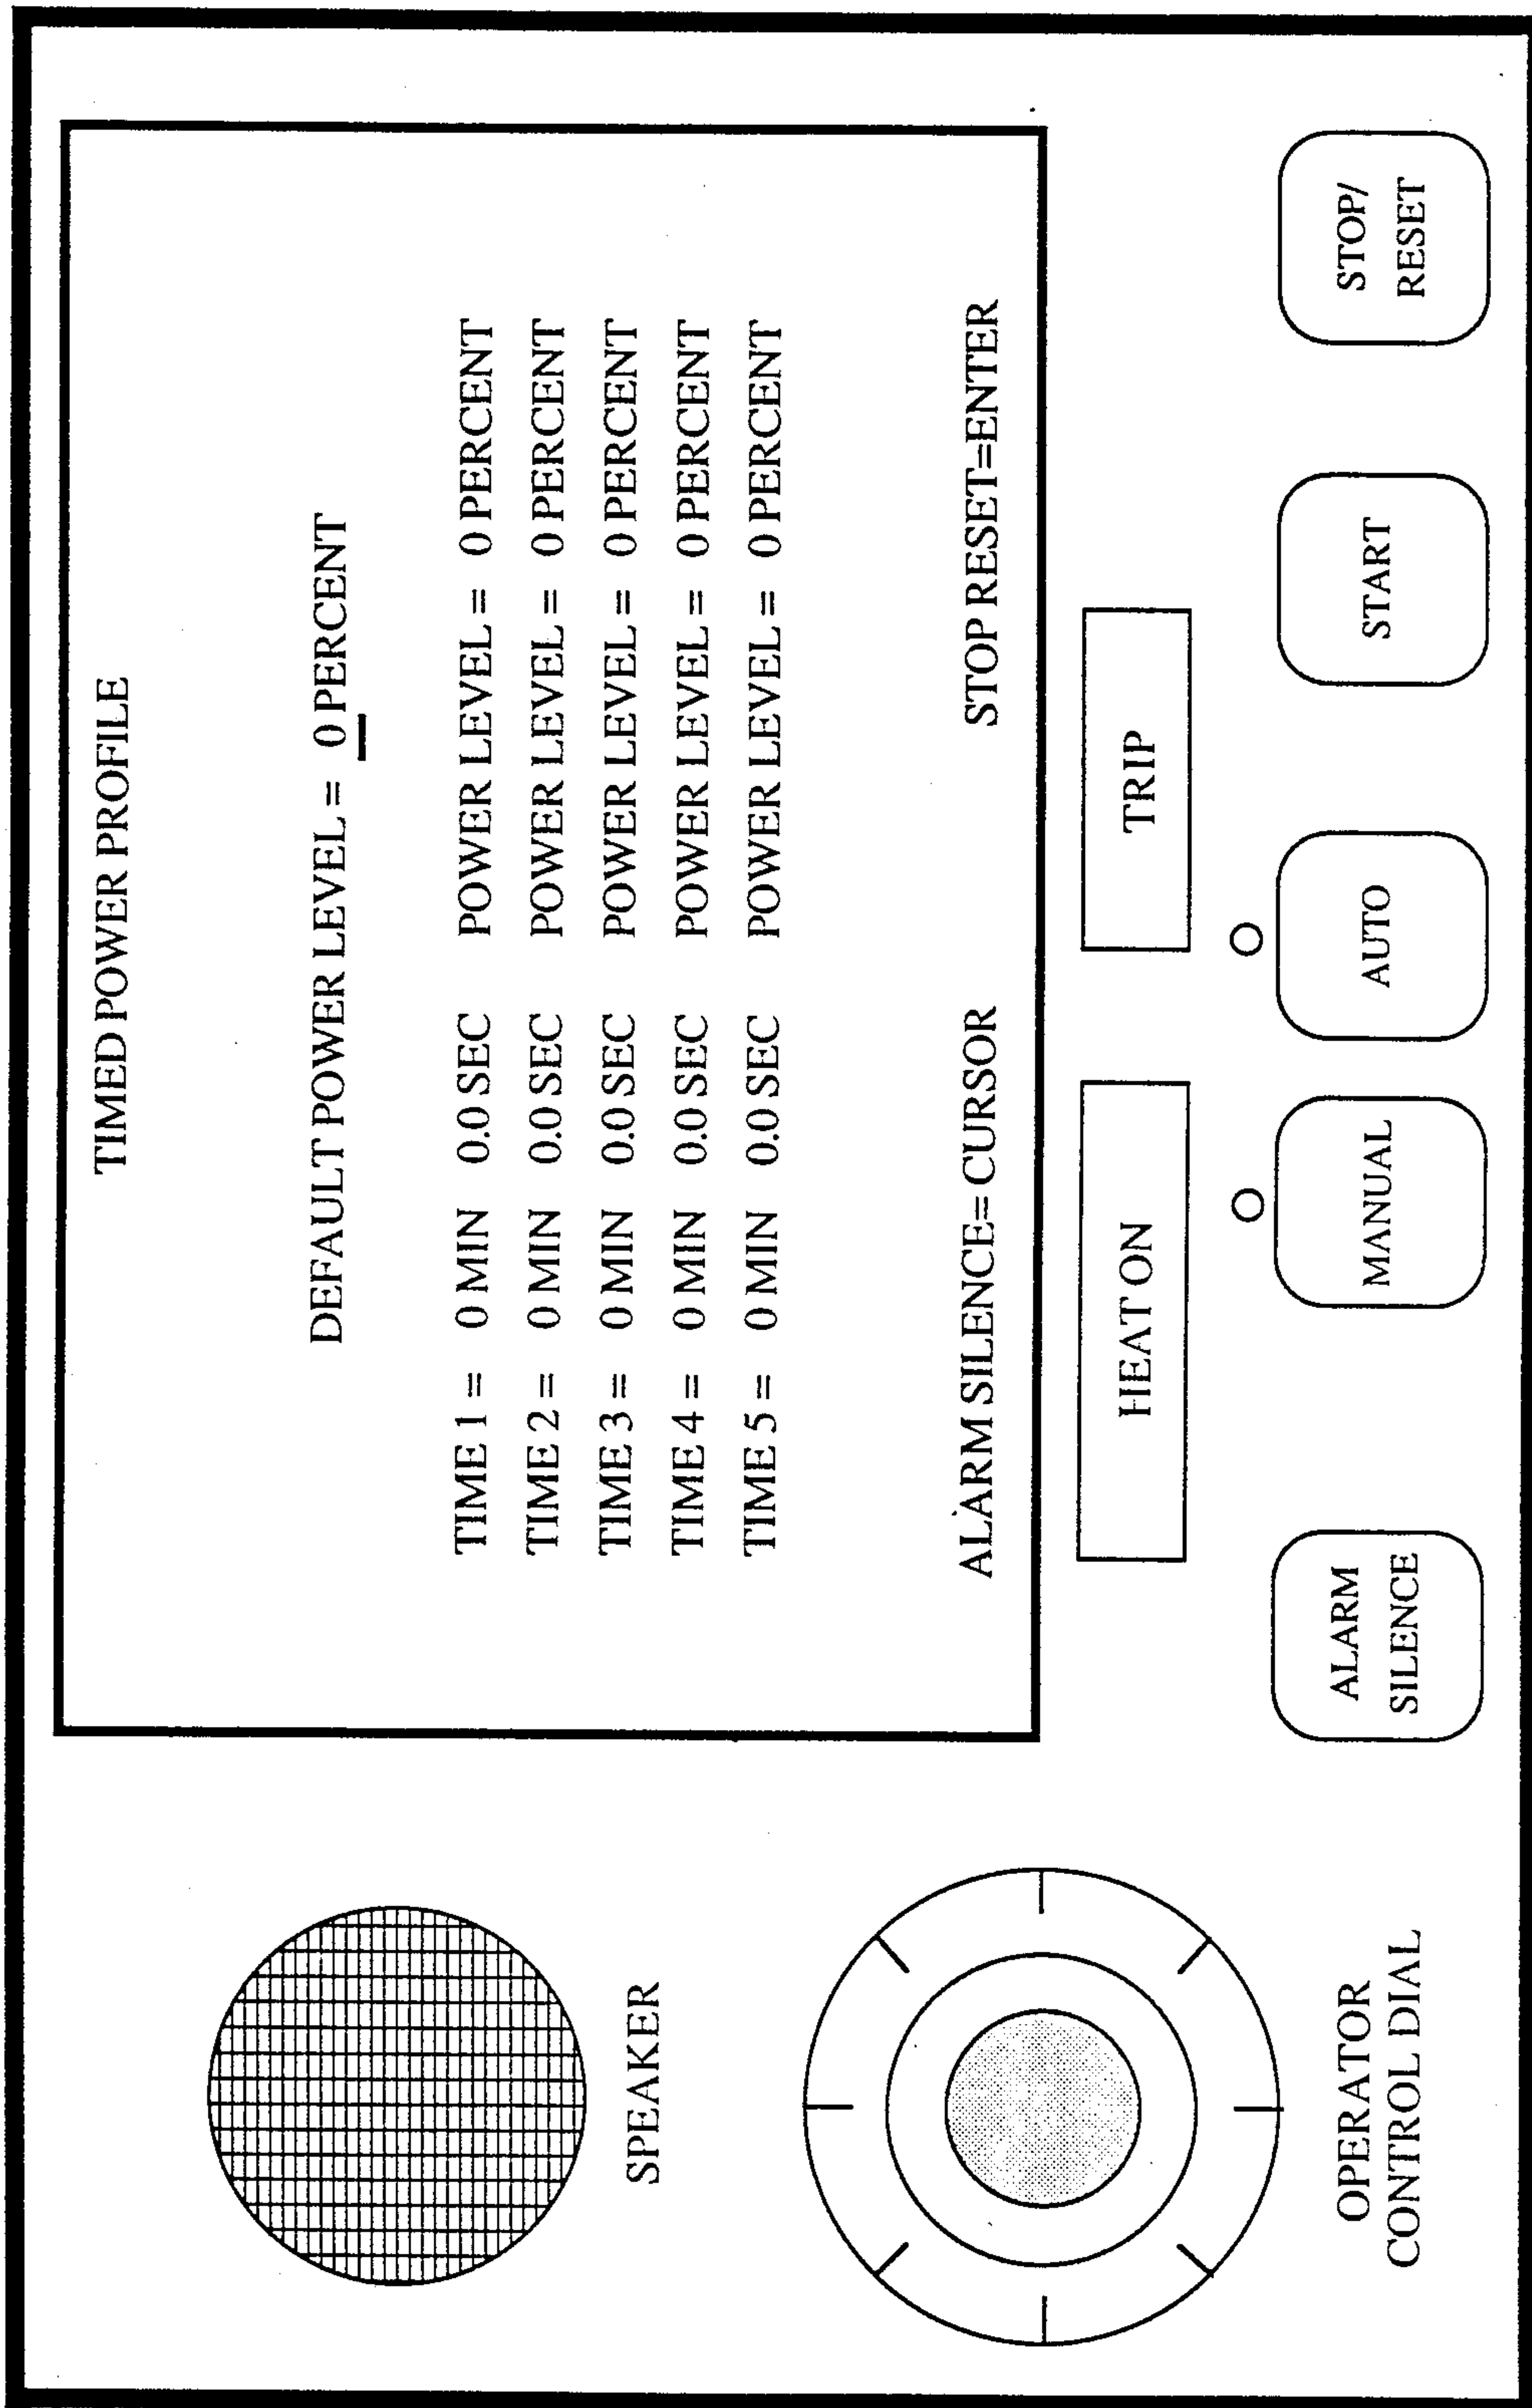 TIMED POWER PROFILE
DEFAULT POWER LEVEL = 0 PERCENT
TIME 1 = 0 MIN 0.0 SEC POWER LEVEL = 0 PERCENT
TIME 2 = 0 MIN 0.0 SEC POWER LEVEL = 0 PERCENT
TIME 3 = 0 MIN 0.0 SEC POWER LEVEL = 0 PERCENT
TIME 4 = 0 MIN 0.0 SEC POWER LEVEL = 0 PERCENT
TIME 5 = 0 MIN 0.0 SEC POWER LEVEL = 0 PERCENT
ALARM SILENCE= CURSOR STOP RESET=ENTER
SPEAKER
HEAT ON
TRIP
OPERATOR
CONTROL DIAL
ALARM
SILENCE
MANUAL
AUTO
START
STOP/
RESET